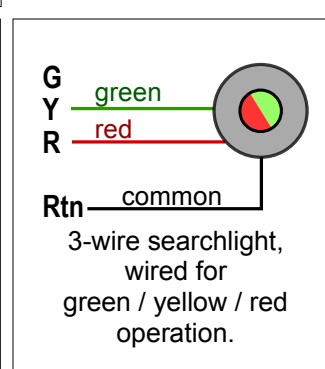 G
green
Y
red
R
common
Rtn
3-wire searchlight,
wired for
green / yellow / red
operation.